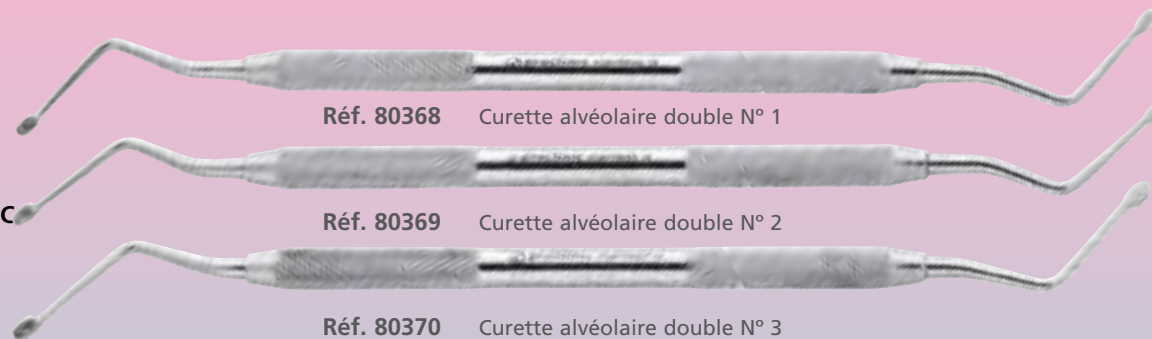 Réf. 80368 Curette alvéolaire double Nº 1
C
Réf. 80369 Curette alvéolaire double Nº 2
Réf. 80370 Curette alvéolaire double Nº 3